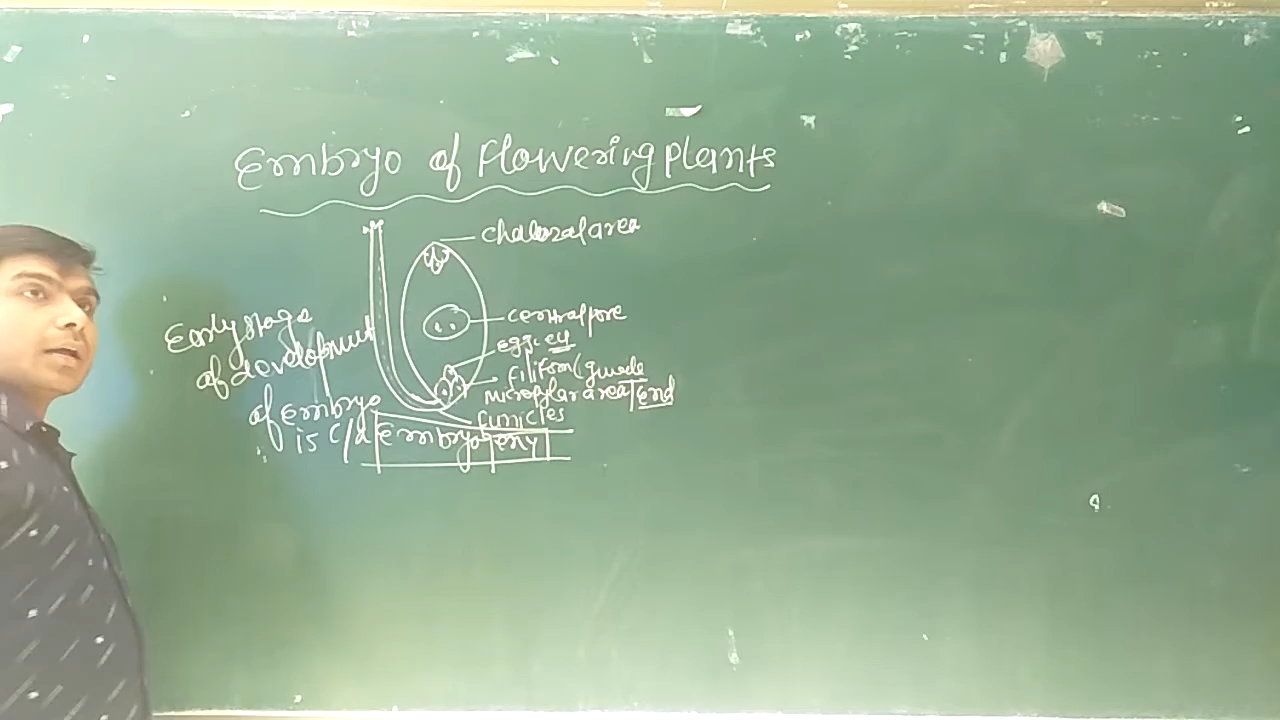 Embryo of Flowering Plants
chalazal area
central pore
egg cell
filiform guide
micropylar area/end
funicles
Early stage
of development
of embryo
is c/d embryogeny